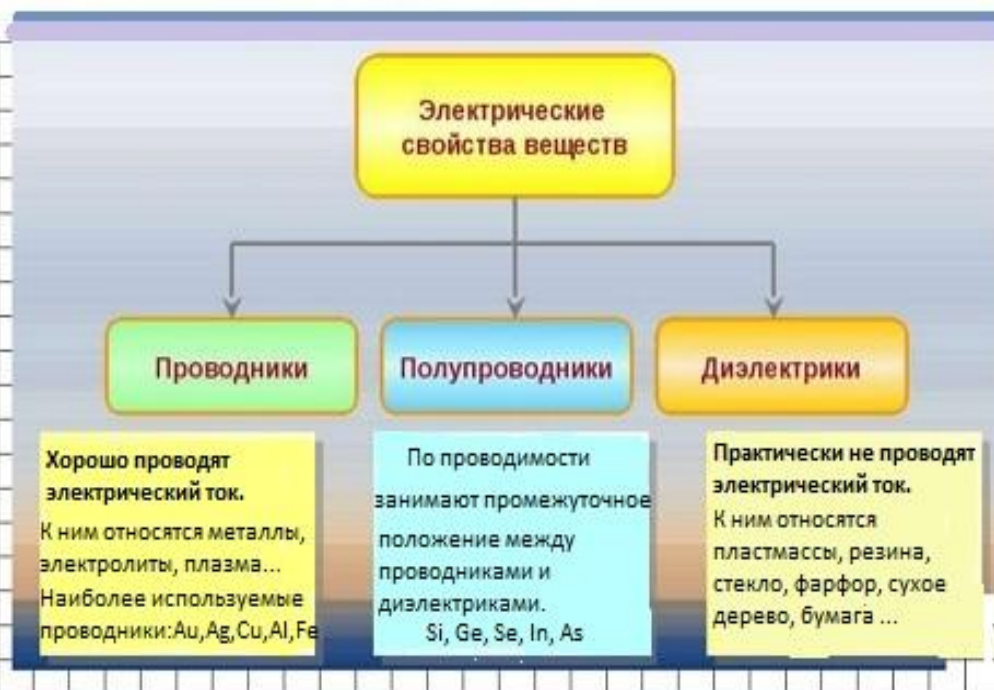 Электрические
свойства веществ
Проводники
Полупроводники
Диэлектрики
Хорошо проводят
электрический ток.
К ним относятся металлы,
электролиты, плазма...
Наиболее используемые
проводники:Au,Ag,Cu,Al,Fe
По проводимости
занимают промежуточное
положение между
проводниками и
диэлектриками.
Si, Ge, Se, In, As
Практически не проводят
электрический ток.
К ним относятся
пластмассы, резина,
стекло, фарфор, сухое
дерево, бумага ...